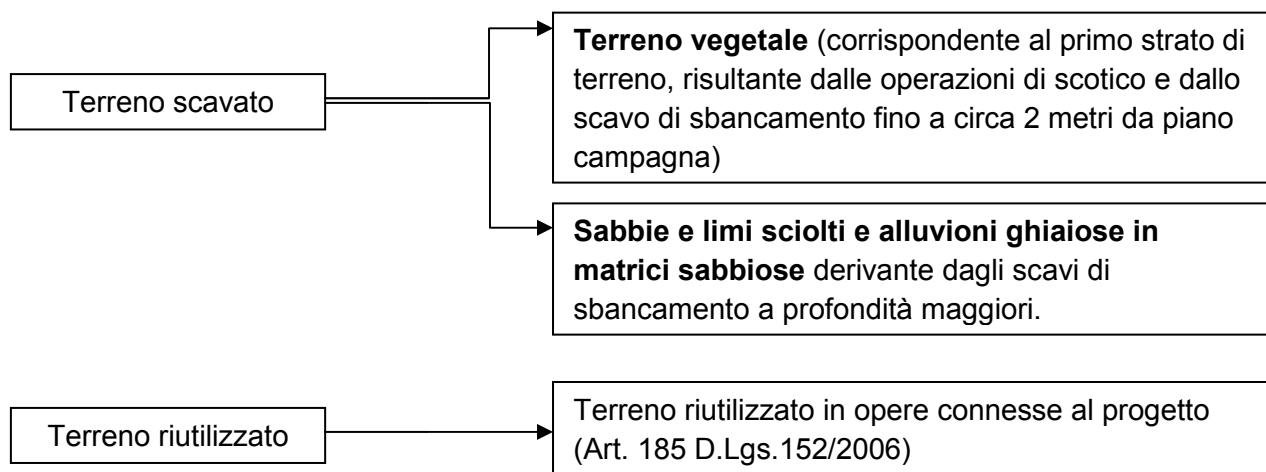 Terreno scavato
Terreno vegetale (corrispondente al primo strato di
terreno, risultante dalle operazioni di scotico e dallo
scavo di sbancamento fino a circa 2 metri da piano
campagna)
Sabbie e limi sciolti e alluvioni ghiaiose in
matrici sabbiose derivante dagli scavi di
sbancamento a profondità maggiori.
Terreno riutilizzato
Terreno riutilizzato in opere connesse al progetto
(Art. 185 D.Lgs.152/2006)